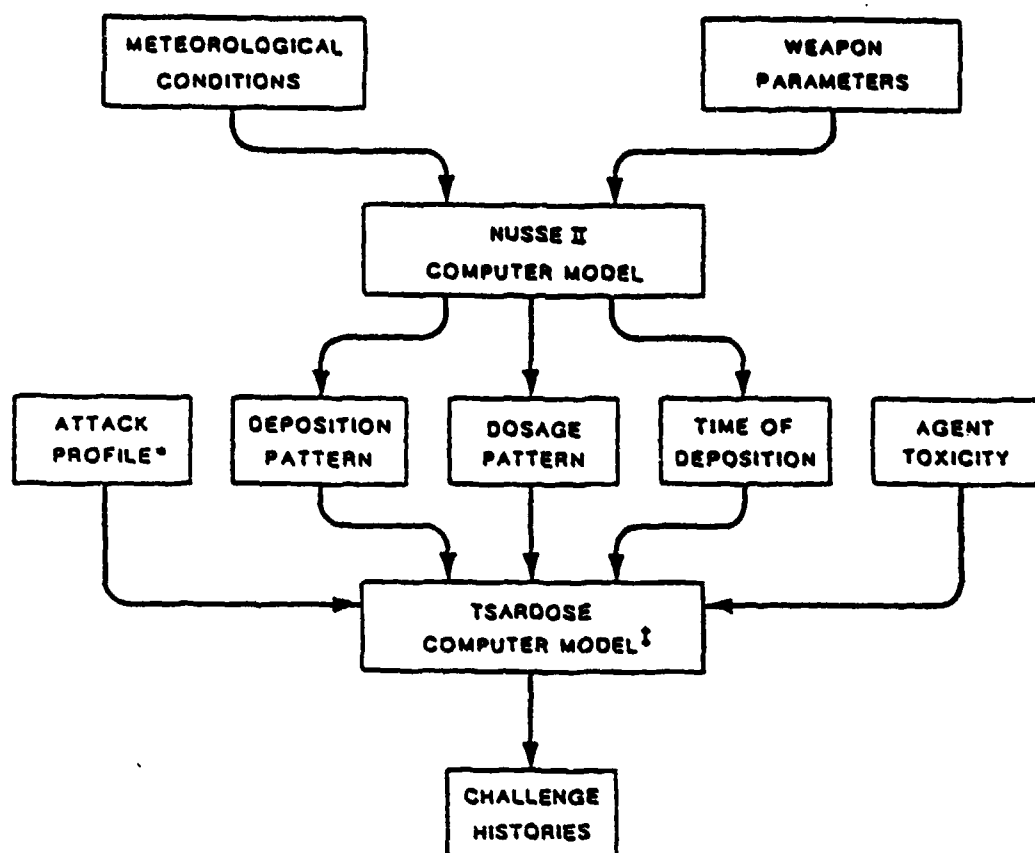 METEOROLOGICAL
CONDITIONS
WEAPON
PARAMETERS
NUSSE II
COMPUTER MODEL
ATTACK
PROFILE*
DEPOSITION
PATTERN
DOSAGE
PATTERN
TIME OF
DEPOSITION
AGENT
TOXICITY
TSARDOSE
COMPUTER MODEL‡
CHALLENGE
HISTORIES